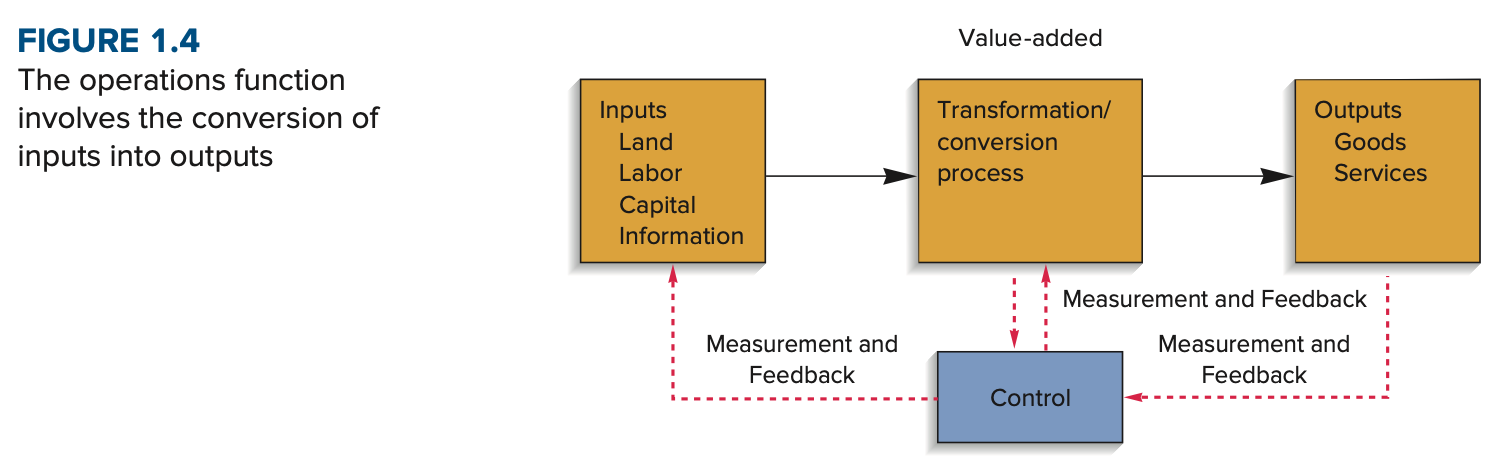 FIGURE 1.4
The operations function
involves the conversion of
inputs into outputs
Value-added
Inputs
Land
Labor
Capital
Information
Transformation/
conversion
process
Outputs
Goods
Services
Measurement and Feedback
Measurement and
Feedback
Control
Measurement and
Feedback